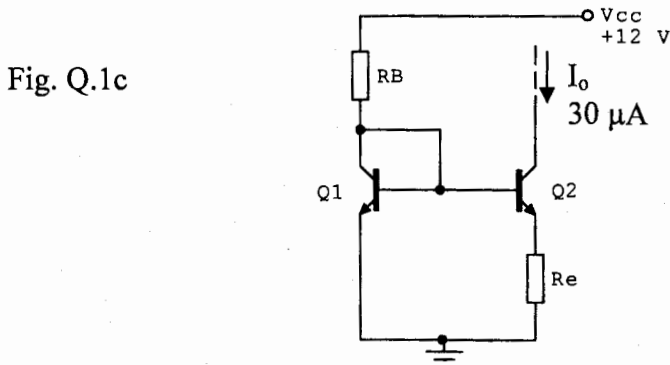 Vcc
+12 V
Fig. Q.1c
RB
Io
30 μA
Q1
Q2
Re